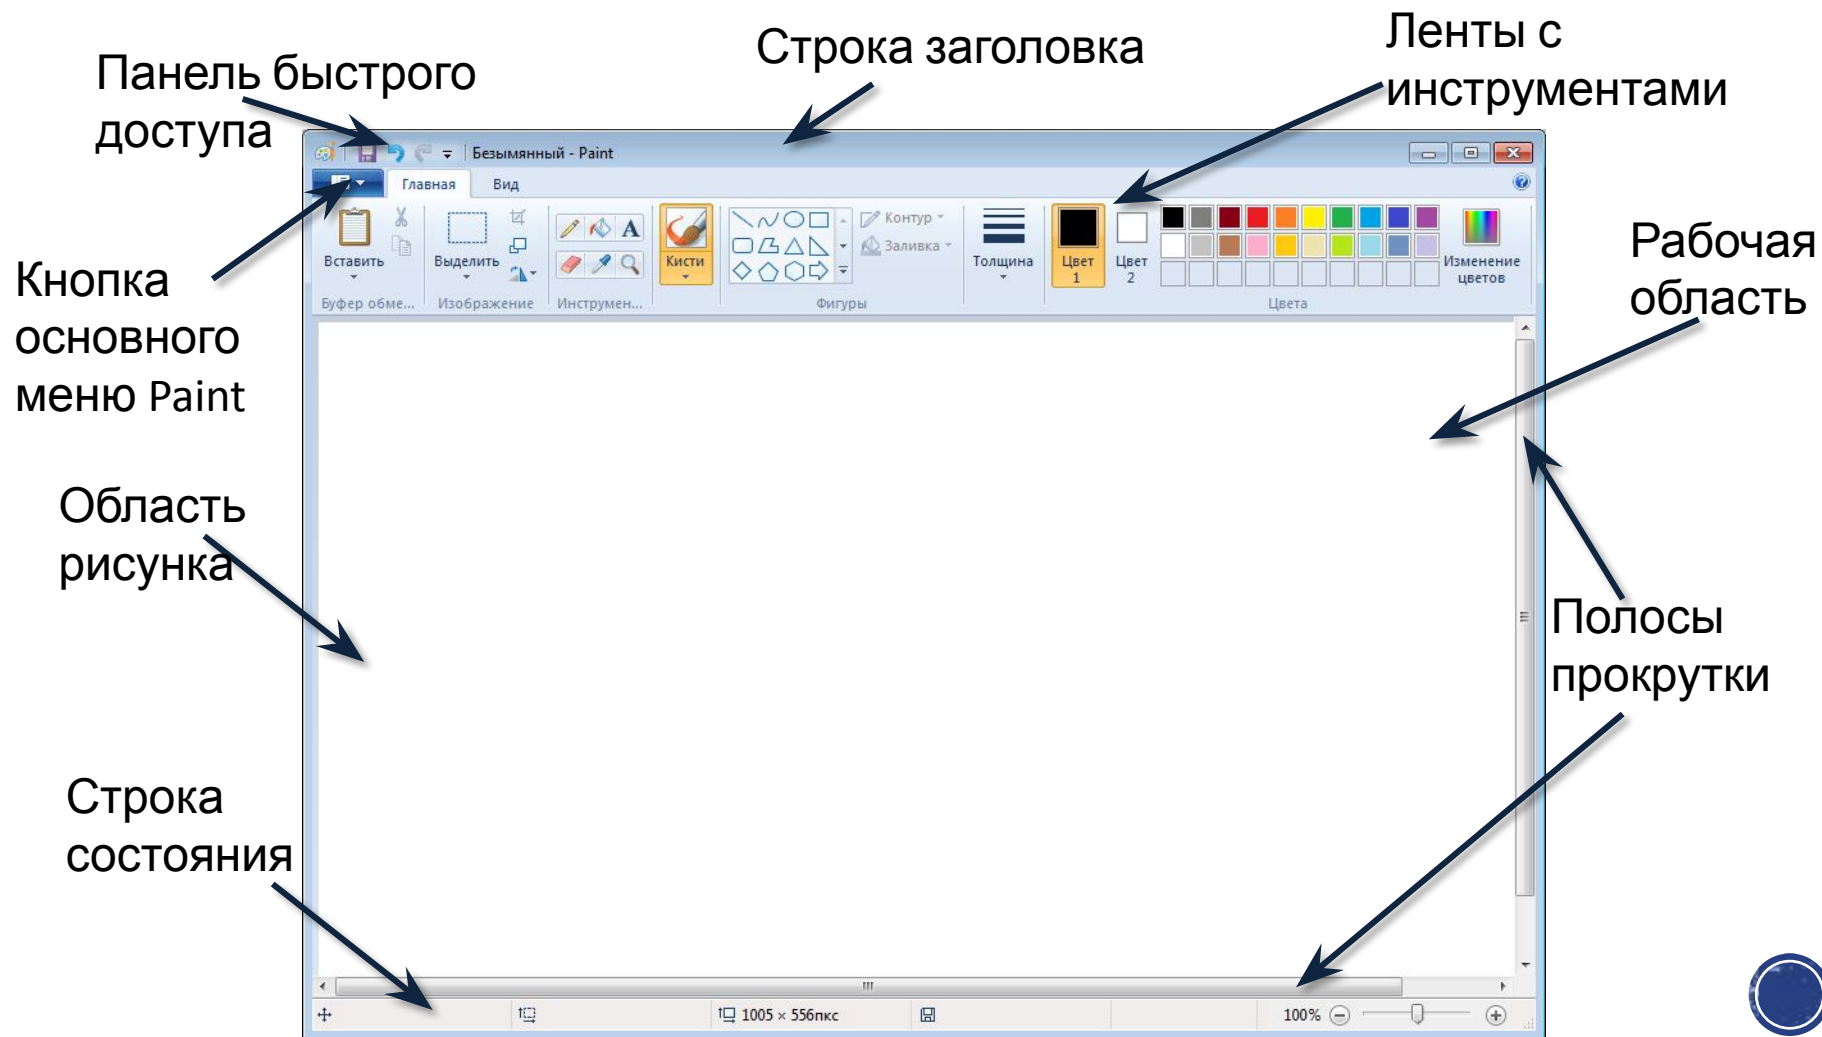 Панель быстрого
доступа
Строка заголовка
Ленты с
инструментами
Кнопка
основного
меню Paint
Рабочая
область
Область
рисунка
Полосы
прокрутки
Строка
состояния
Безымянный - Paint
Главная Вид
Вставить
Выделить
A
Кисти
Контур
Заливка
Толщина
Цвет
1
Цвет
2
Изменение
цветов
Буфер обме...
Изображение
Инструмен...
Фигуры
Цвета
1005 × 556пкс
100%